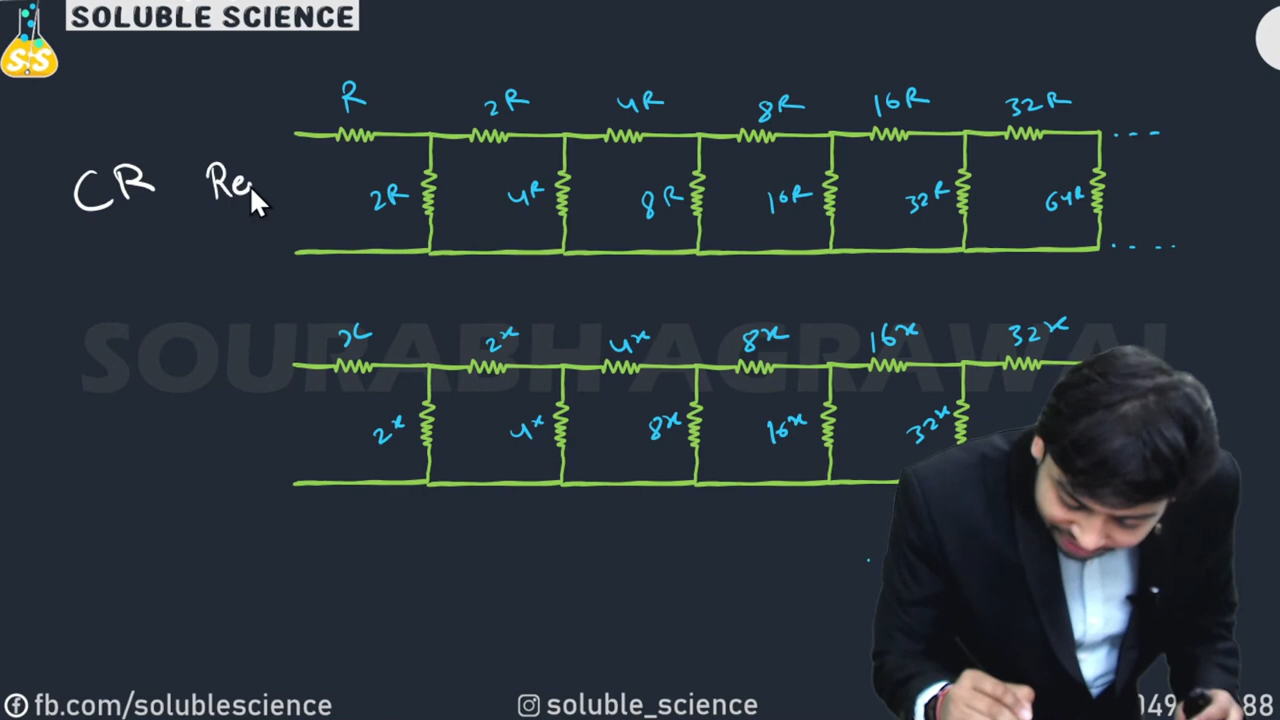 SOLUBLE SCIENCE
SS
R 2R 4R 8R 16R 32R
CR Re
2R 4R 8R 16R 32R 64R
SOURABH AGRAWAL
x 2x 4x 8x 16x 32x
2x 4x 8x 16x 32x
fb.com/solublescience
soluble_science
049 88